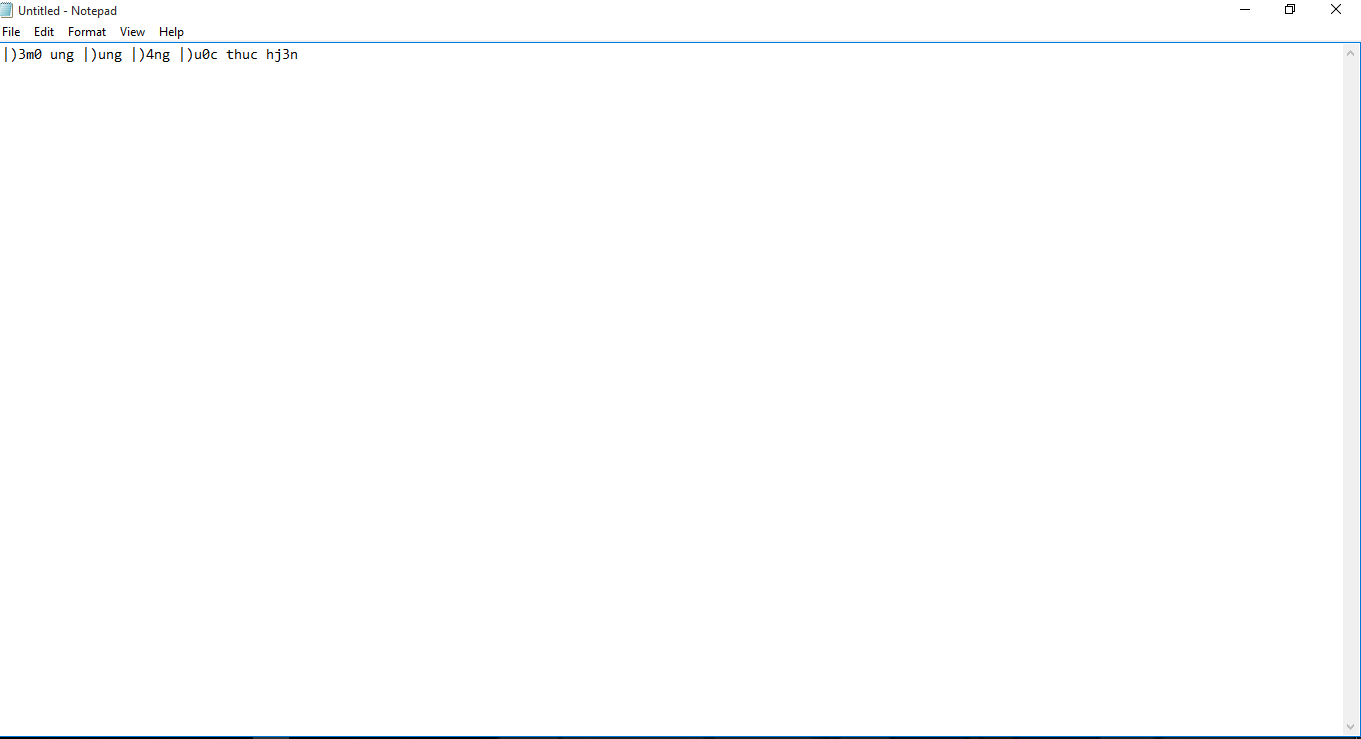 Untitled - Notepad
File Edit Format View Help
|)3m0 ung |)ung |)4ng |)u0c thuc hj3n